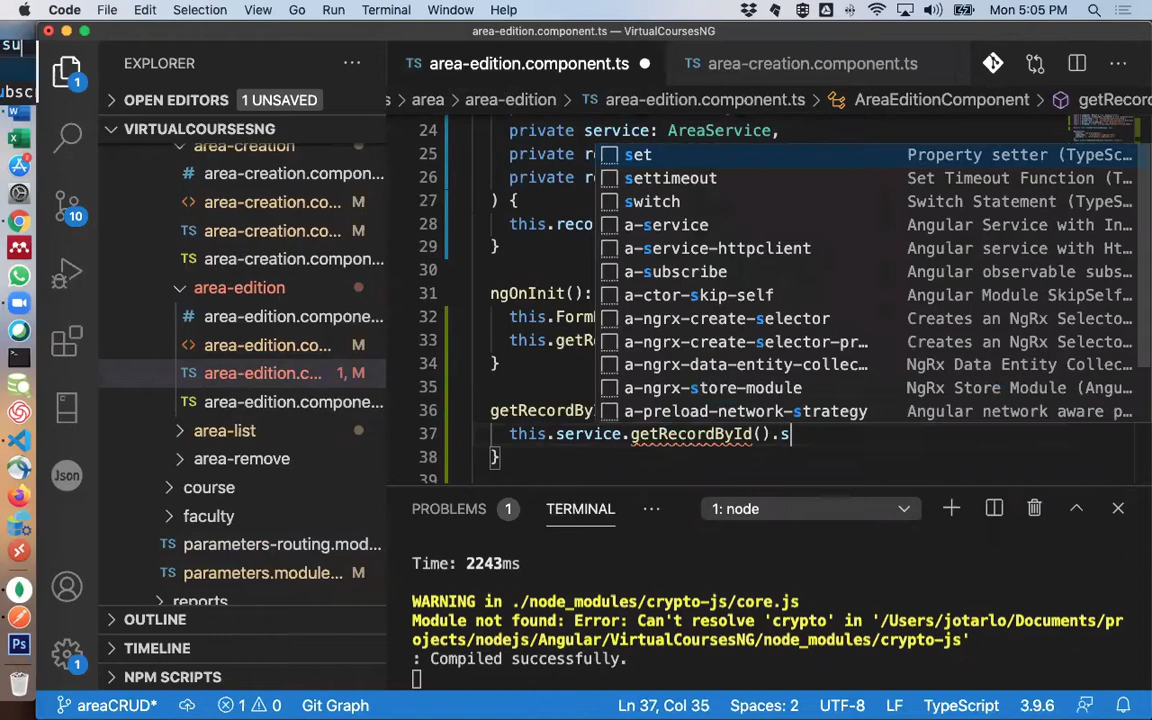 Code File Edit Selection View Go Run Terminal Window Help Mon 5:05 PM
area-edition.component.ts — VirtualCoursesNG
su
ubsc
EXPLORER
OPEN EDITORS 1 UNSAVED
VIRTUALCOURSESNG
area-creation
area-creation.compon...
area-creation.co... M
area-creation.co... M
area-creation.compon...
area-edition
area-edition.compone...
area-edition.co... M
area-edition.c... 1, M
area-edition.compone...
area-list
area-remove
course
faculty
parameters-routing.mod...
parameters.module... M
reports
OUTLINE
TIMELINE
NPM SCRIPTS
1
10
Json
1
area-edition.component.ts area-creation.component.ts
area area-edition area-edition.component.ts AreaEditionComponent getRecord
24 private service: AreaService,
25 private r
26 private r
27 ) {
28 this.reco
29 }
30
31 ngOnInit():
32 this.Form
33 this.getR
34 }
35
36 getRecordBy
37 this.service.getRecordById().s
38 }
39
set Property setter (TypeSc...
settimeout Set Timeout Function (T...
switch Switch Statement (TypeS...
a-service Angular Service with In...
a-service-httpclient Angular service with Ht...
a-subscribe Angular observable subs...
a-ctor-skip-self Angular Module SkipSelf...
a-ngrx-create-selector Creates an NgRx Selecto...
a-ngrx-create-selector-pr... Creates an NgRx Selecto...
a-ngrx-data-entity-collec... NgRx Data Entity Collec...
a-ngrx-store-module NgRx Store Module (Angu...
a-preload-network-strategy Angular network aware p...
PROBLEMS 1 TERMINAL ... 1: node
Time: 2243ms
WARNING in ./node_modules/crypto-js/core.js
Module not found: Error: Can't resolve 'crypto' in '/Users/jotarlo/Documents/pr
ojects/nodejs/Angular/VirtualCoursesNG/node_modules/crypto-js'
: Compiled successfully.
areaCRUD* 1 0 Git Graph Ln 37, Col 35 Spaces: 2 UTF-8 LF TypeScript 3.9.6